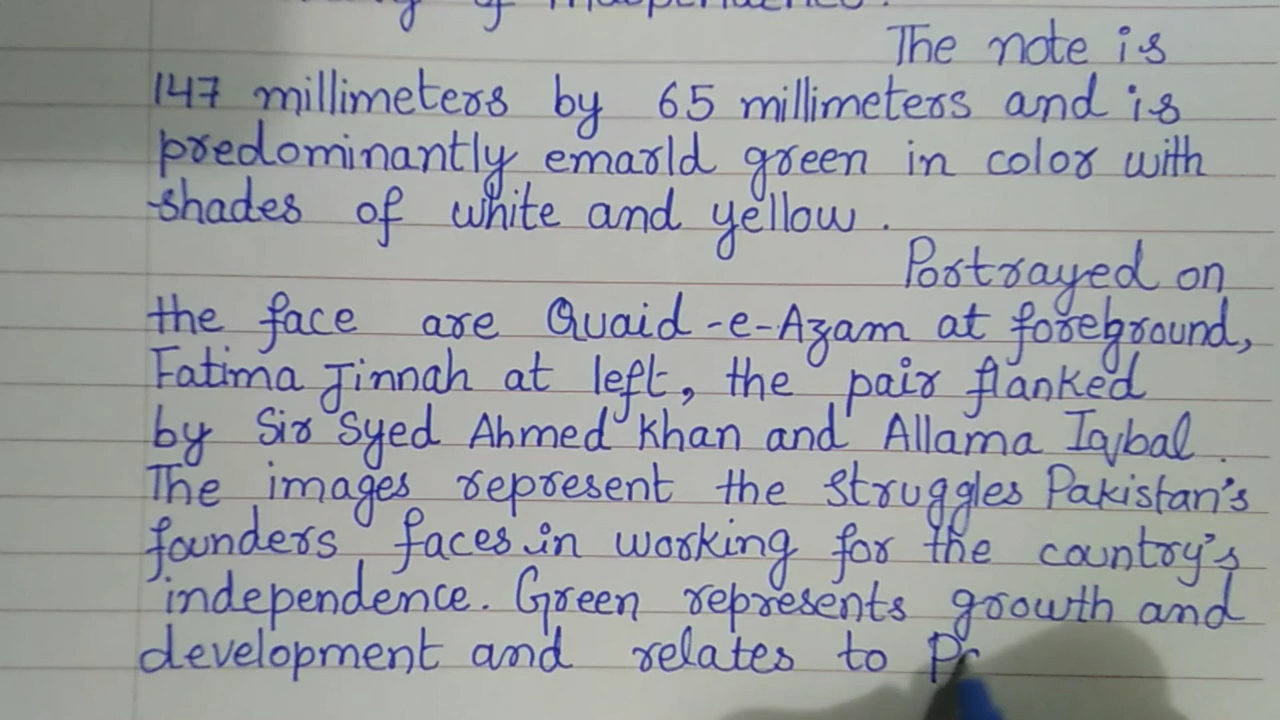 of Independence.
The note is
147 millimeters by 65 millimeters and is
predominantly emarld green in color with
shades of white and yellow.
Portrayed on
the face are Quaid-e-Azam at foreground,
Fatima Jinnah at left, the pair flanked
by Sir Syed Ahmed Khan and Allama Iqbal.
The images represent the struggles Pakistan's
founders faces in working for the country's
independence. Green represents growth and
development and relates to